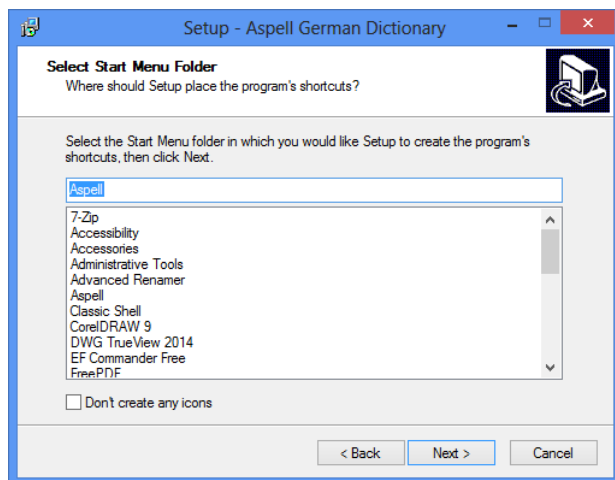 Setup - Aspell German Dictionary
Select Start Menu Folder
Where should Setup place the program's shortcuts?
Select the Start Menu folder in which you would like Setup to create the program's
shortcuts, then click Next.
Aspell
7-Zip
Accessibility
Accessories
Administrative Tools
Advanced Renamer
Aspell
Classic Shell
CorelDRAW 9
DWG TrueView 2014
EF Commander Free
FreePDF
Don't create any icons
< Back Next > Cancel